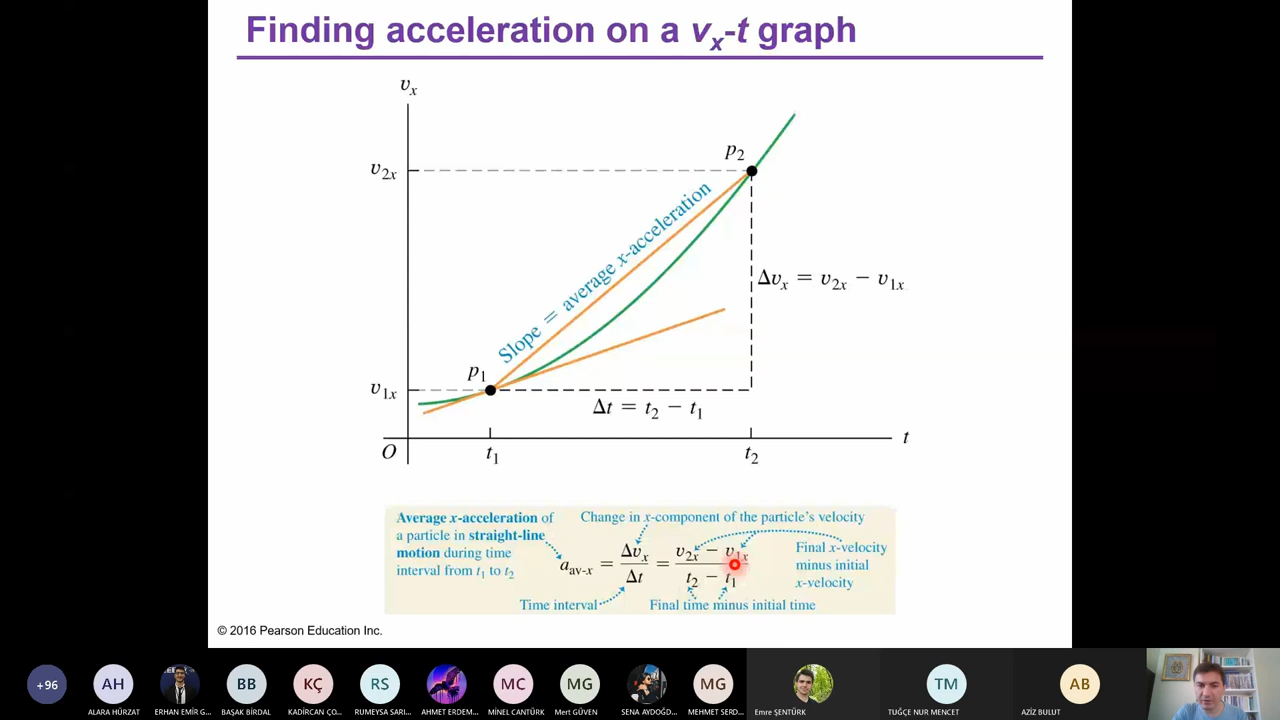 Finding acceleration on a vx-t graph
vx
p2
v2x
Slope = average x-acceleration
Δvx = v2x − v1x
p1
v1x
Δt = t2 − t1
O
t1
t2
t
Average x-acceleration of
a particle in straight-line
motion during time
interval from t1 to t2
Change in x-component of the particle's velocity
aav-x = Δvx/Δt = v2x − v1x/t2 − t1
Final x-velocity
minus initial
x-velocity
Time interval
Final time minus initial time
© 2016 Pearson Education Inc.
+96
AH
BB
KÇ
RS
MC
MG
MG
TM
AB
ALARA HÜRZAT
ERHAN EMİR G...
BAŞAK BİRDAL
KADİRCAN ÇO...
RUMEYSA SARI...
AHMET ERDEM...
MİNEL CANTÜRK
Mert GÜVEN
SENA AYDOĞD...
MEHMET SERD...
Emre ŞENTÜRK
TUĞÇE NUR MENCET
AZİZ BULUT